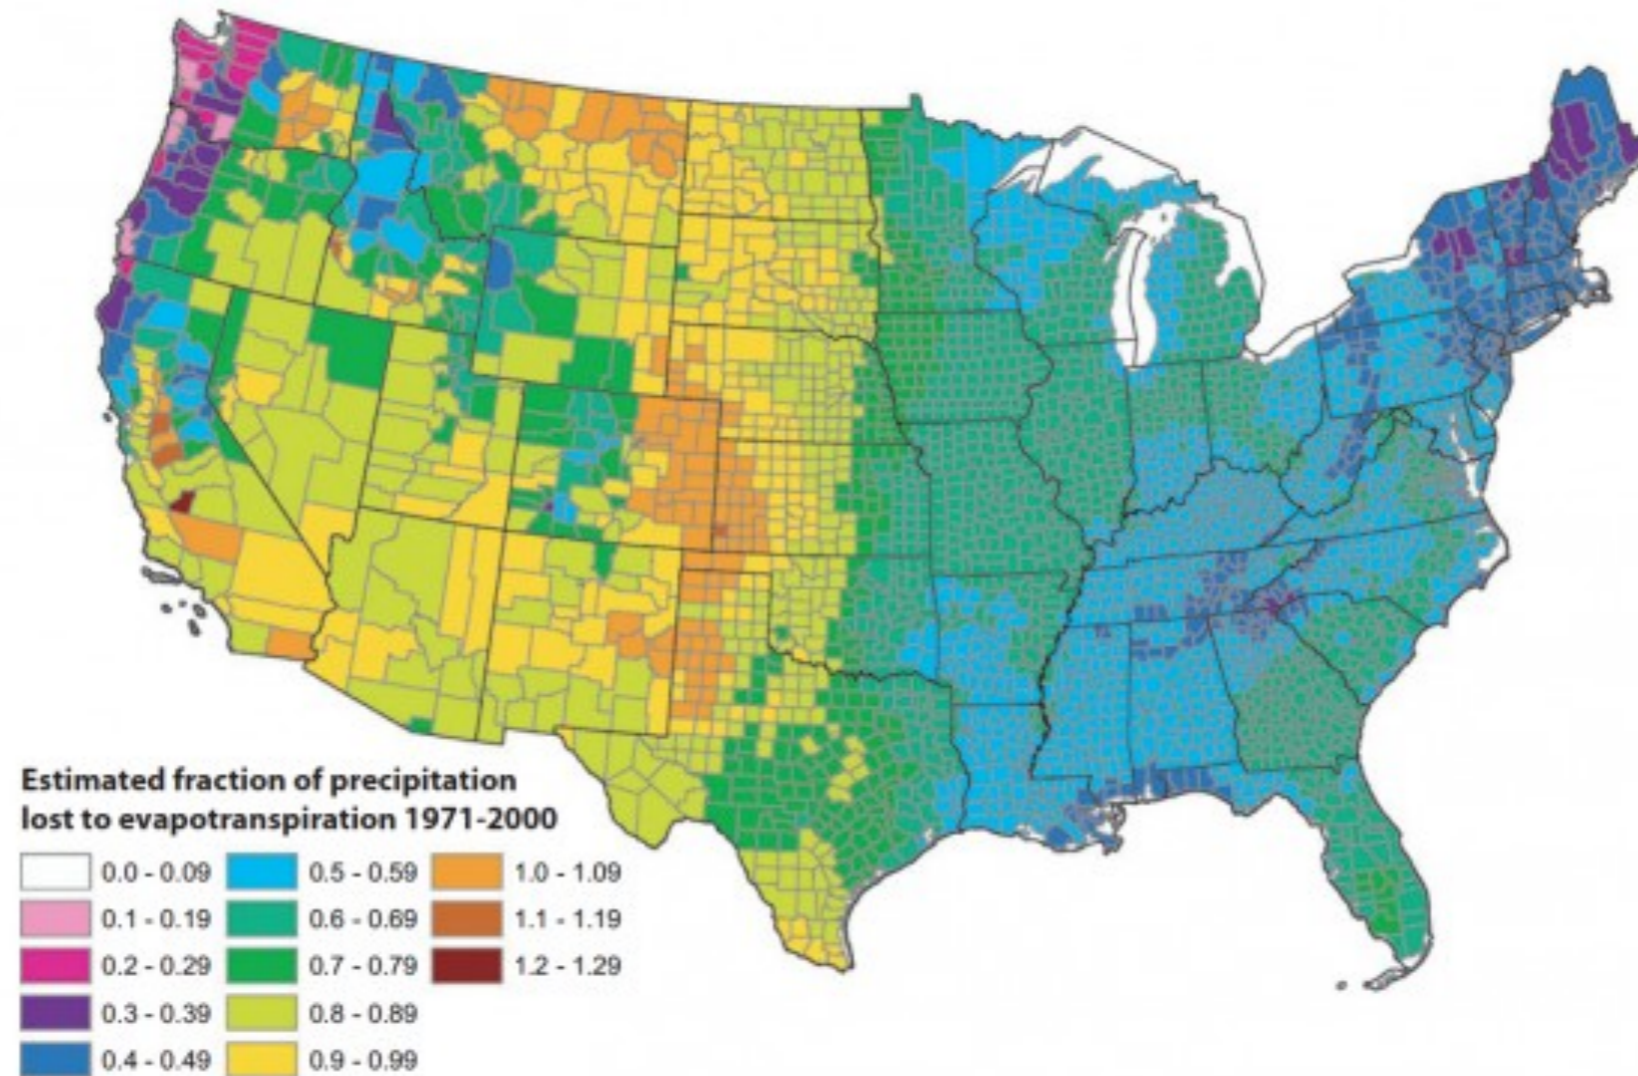 Estimated fraction of precipitation
lost to evapotranspiration 1971-2000
0.0 - 0.09
0.1 - 0.19
0.2 - 0.29
0.3 - 0.39
0.4 - 0.49
0.5 - 0.59
0.6 - 0.69
0.7 - 0.79
0.8 - 0.89
0.9 - 0.99
1.0 - 1.09
1.1 - 1.19
1.2 - 1.29